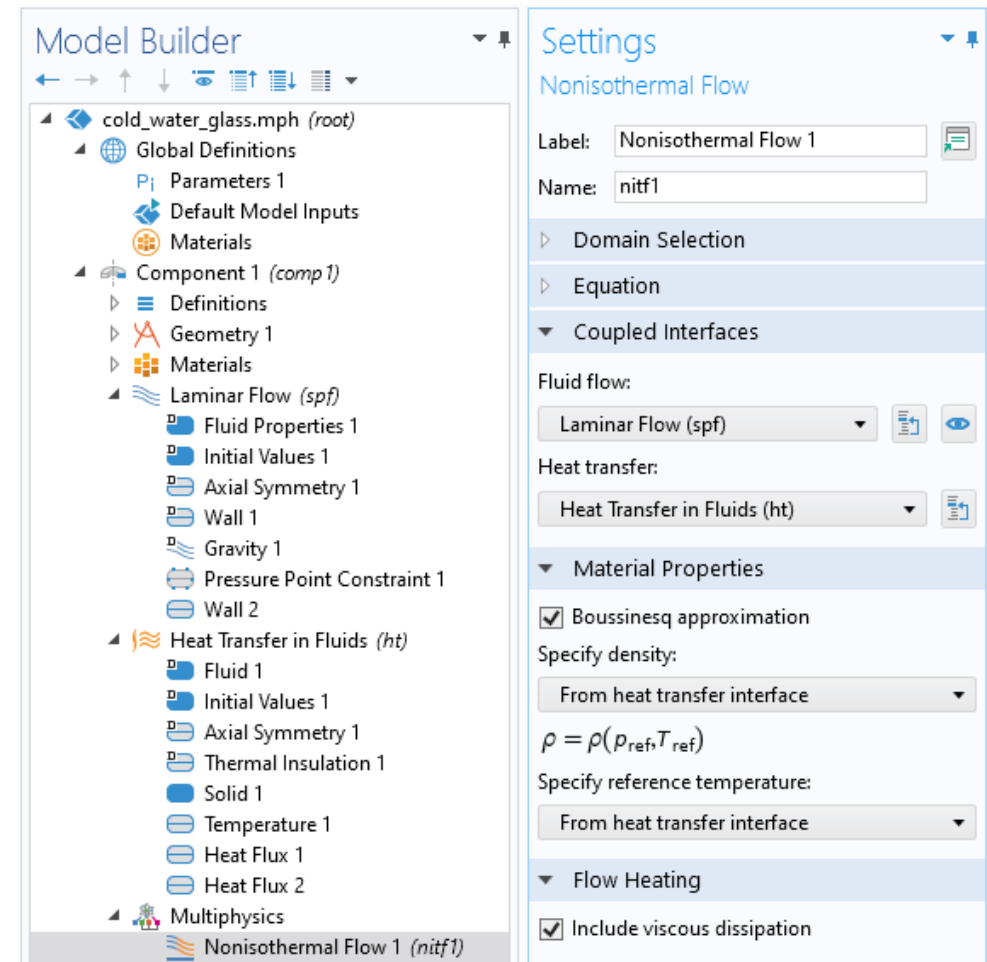 Model Builder
cold_water_glass.mph (root)
Global Definitions
Pi Parameters 1
Default Model Inputs
Materials
Component 1 (comp1)
Definitions
Geometry 1
Materials
Laminar Flow (spf)
D Fluid Properties 1
D Initial Values 1
D Axial Symmetry 1
D Wall 1
D Gravity 1
Pressure Point Constraint 1
Wall 2
Heat Transfer in Fluids (ht)
D Fluid 1
D Initial Values 1
D Axial Symmetry 1
D Thermal Insulation 1
Solid 1
Temperature 1
Heat Flux 1
Heat Flux 2
Multiphysics
Nonisothermal Flow 1 (nitf1)
Settings
Nonisothermal Flow
Label: Nonisothermal Flow 1
Name: nitf1
Domain Selection
Equation
Coupled Interfaces
Fluid flow:
Laminar Flow (spf)
Heat transfer:
Heat Transfer in Fluids (ht)
Material Properties
Boussinesq approximation
Specify density:
From heat transfer interface
ρ = ρ(pref,Tref)
Specify reference temperature:
From heat transfer interface
Flow Heating
Include viscous dissipation